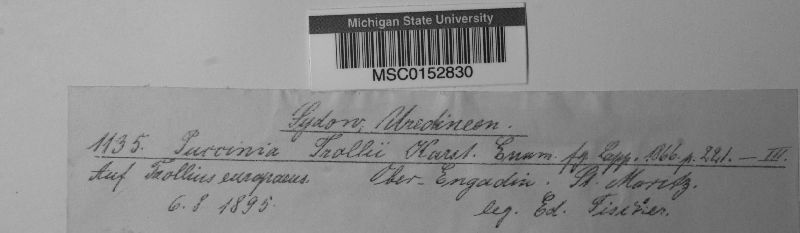 Michigan State University
MSC0152830
Sydow, Uredineen.
1135. Puccinia Trollii Karst. Enum. fg. Lapp. 1866. p. 221. — III.
Auf Trollius europaeus. Ober-Engadin. St. Moritz.
6. 8 1895. leg. Ed. Fischer.